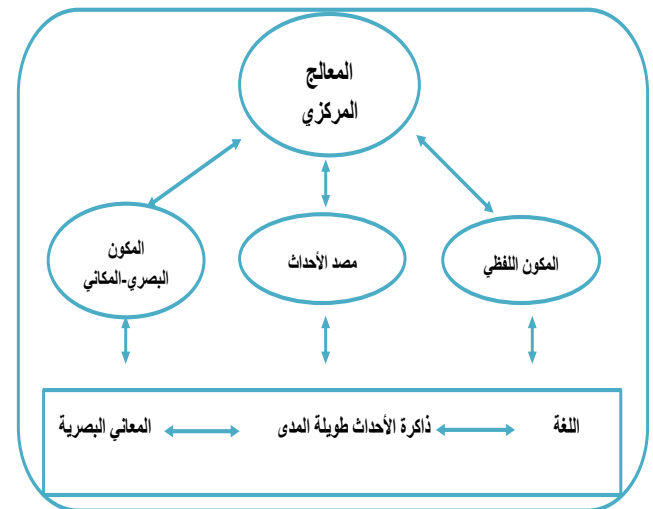 المعالج
المركزي
المكون اللفظي
مصد الأحداث
المكون
البصري-المكاني
اللغة
ذاكرة الأحداث طويلة المدى
المعاني البصرية